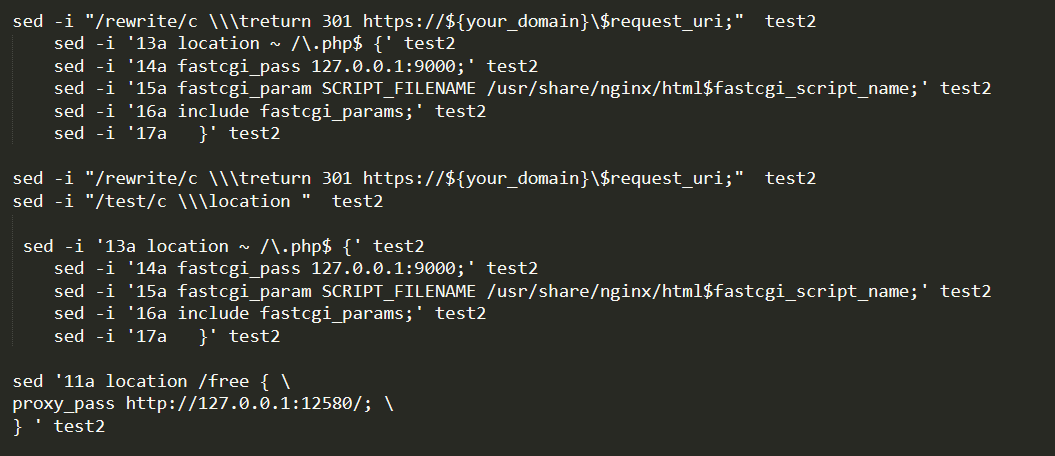 sed -i "/rewrite/c \\\treturn 301 https://${your_domain}\$request_uri;"  test2
    sed -i '13a location ~ /\.php$ {' test2
    sed -i '14a fastcgi_pass 127.0.0.1:9000;' test2
    sed -i '15a fastcgi_param SCRIPT_FILENAME /usr/share/nginx/html$fastcgi_script_name;' test2
    sed -i '16a include fastcgi_params;' test2
    sed -i '17a   }' test2
sed -i "/rewrite/c \\\treturn 301 https://${your_domain}\$request_uri;"  test2
sed -i "/test/c \\\location "  test2
 sed -i '13a location ~ /\.php$ {' test2
    sed -i '14a fastcgi_pass 127.0.0.1:9000;' test2
    sed -i '15a fastcgi_param SCRIPT_FILENAME /usr/share/nginx/html$fastcgi_script_name;' test2
    sed -i '16a include fastcgi_params;' test2
    sed -i '17a   }' test2
sed '11a location /free { \
proxy_pass http://127.0.0.1:12580/; \
} ' test2